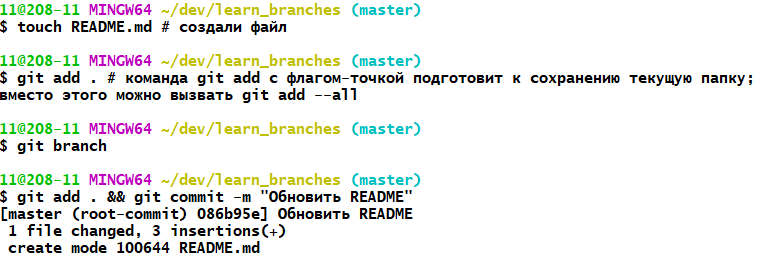 11@208-11 MINGW64 ~/dev/learn_branches (master)
$ touch README.md # создали файл
11@208-11 MINGW64 ~/dev/learn_branches (master)
$ git add . # команда git add с флагом-точкой подготовит к сохранению текущую папку;
вместо этого можно вызвать git add --all
11@208-11 MINGW64 ~/dev/learn_branches (master)
$ git branch
11@208-11 MINGW64 ~/dev/learn_branches (master)
$ git add . && git commit -m "Обновить README"
[master (root-commit) 086b95e] Обновить README
1 file changed, 3 insertions(+)
create mode 100644 README.md